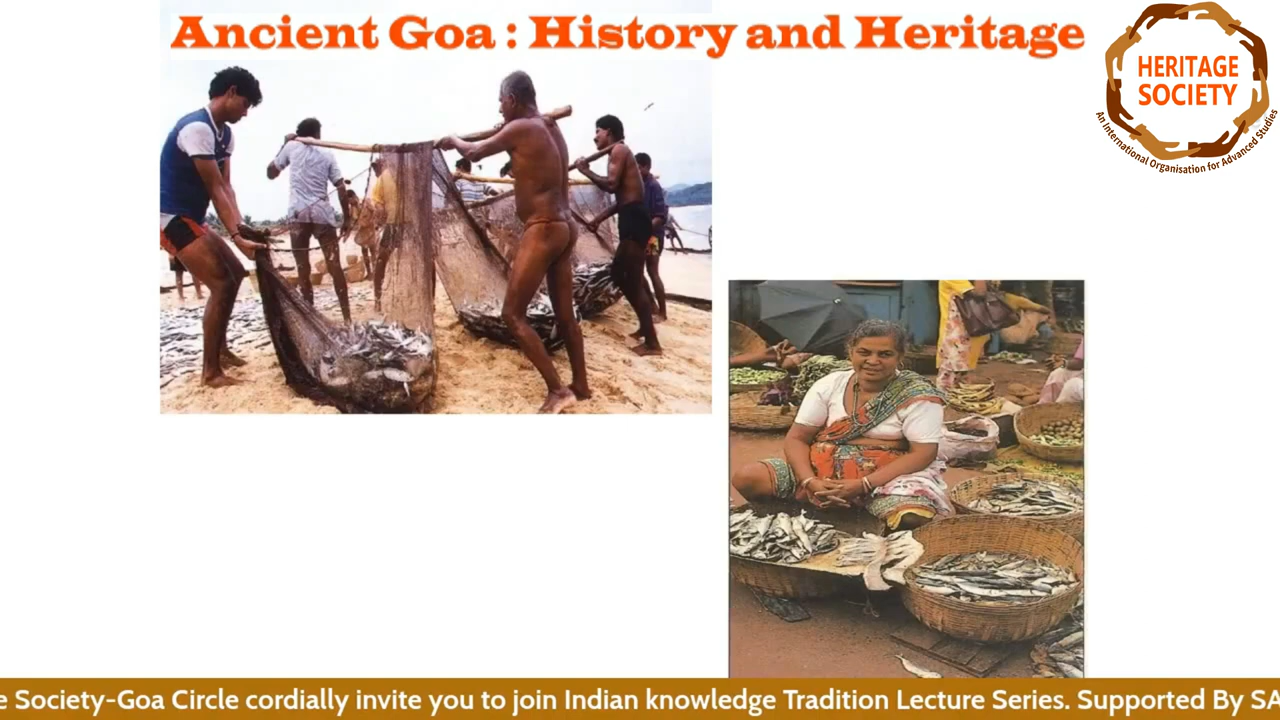 Ancient Goa : History and Heritage
HERITAGE
SOCIETY
An International Organisation for Advanced Studies
Society-Goa Circle cordially invite you to join Indian knowledge Tradition Lecture Series. Supported By